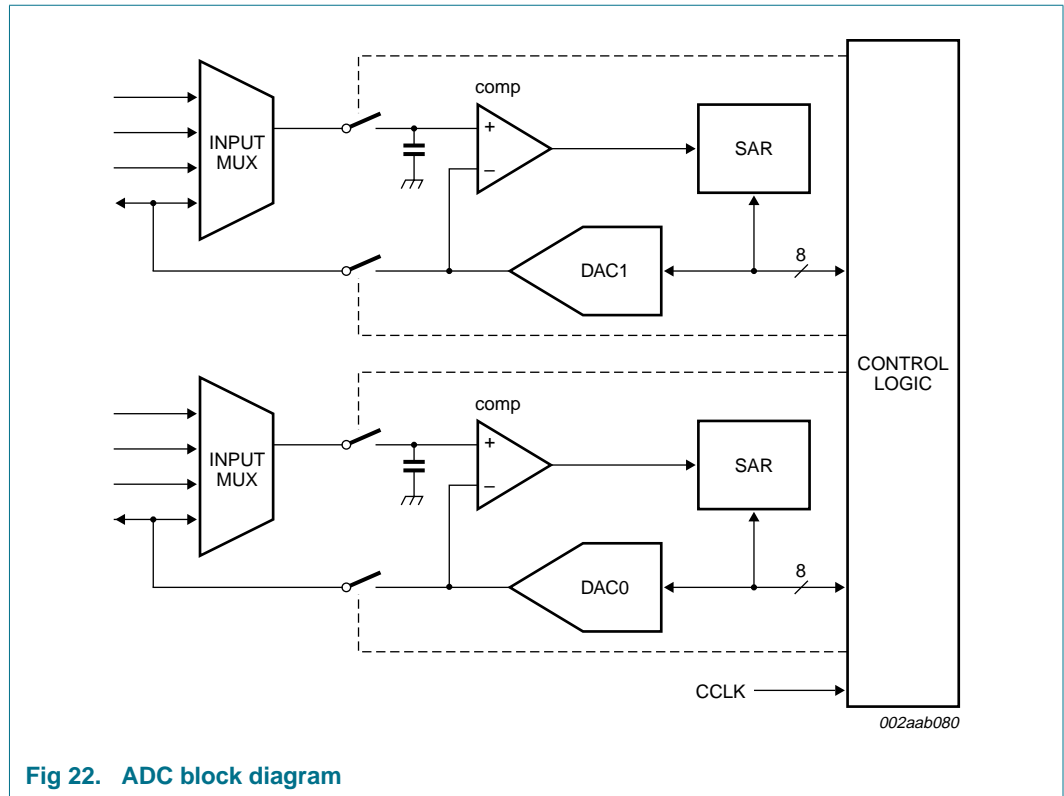 comp
+
–
INPUT
MUX
SAR
DAC1
8
CONTROL
LOGIC
comp
+
–
INPUT
MUX
SAR
DAC0
8
CCLK
002aab080
Fig 22. ADC block diagram